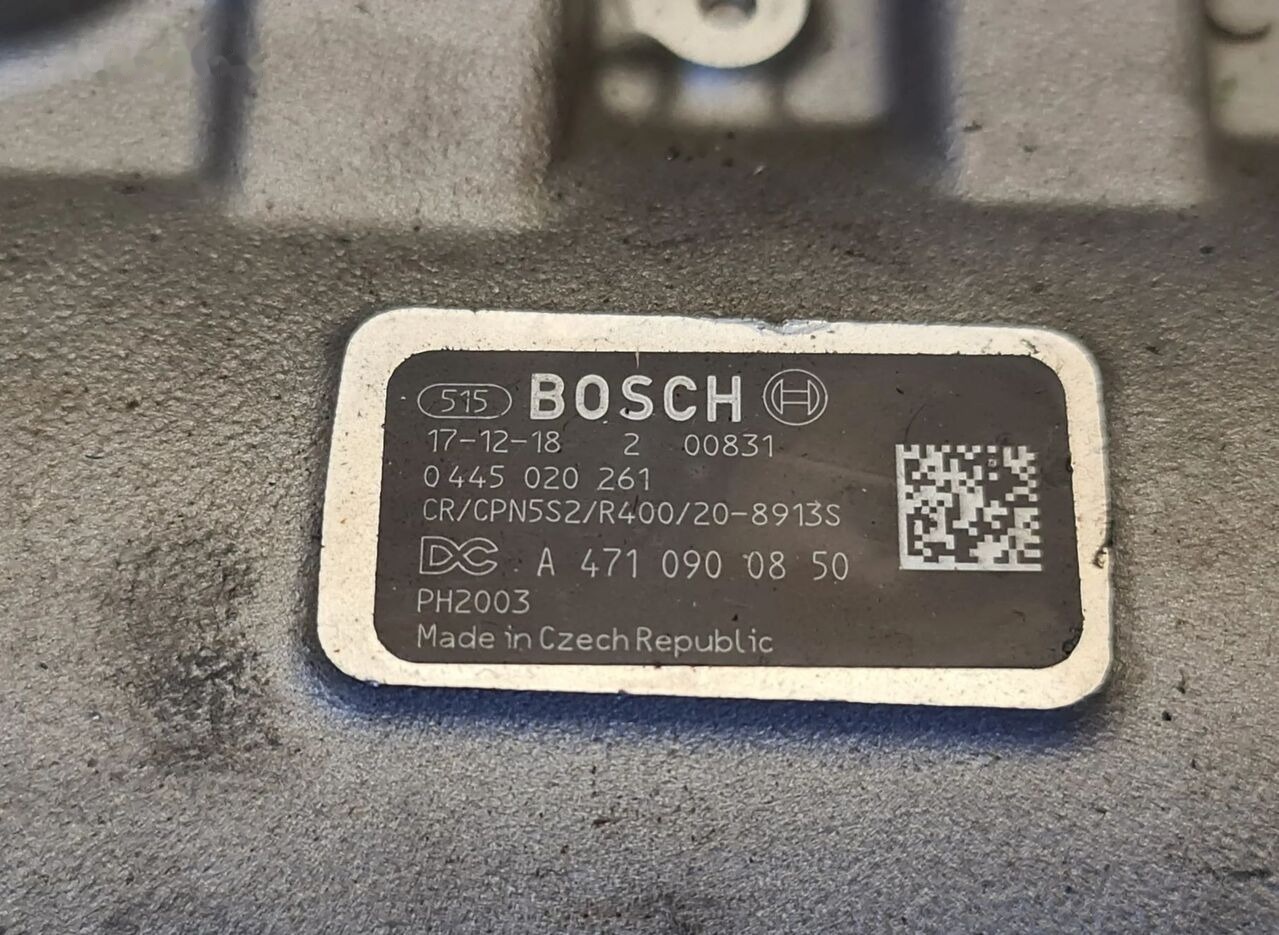 515 BOSCH
17-12-18 2 00831
0 445 020 261
CR/CPN5S2/R400/20-8913S
DC A 471 090 08 50
PH2003
Made in Czech Republic